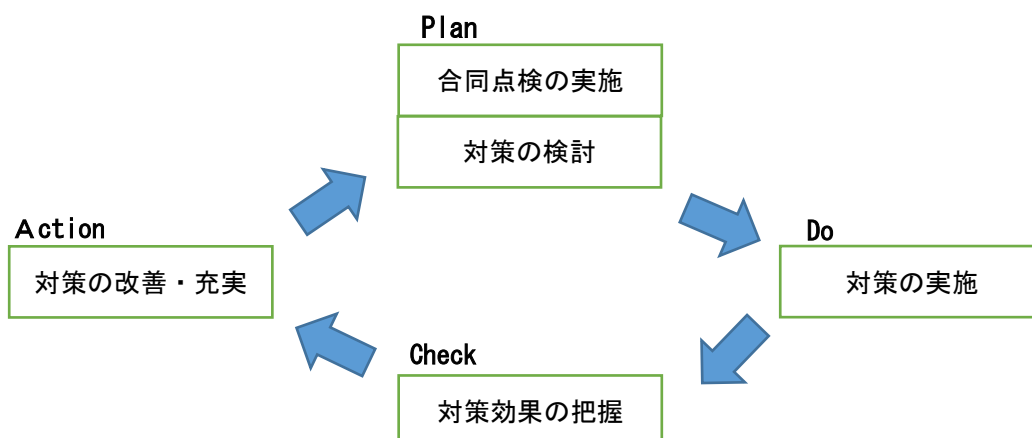 Plan
合同点検の実施
対策の検討
Action
対策の改善・充実
Do
対策の実施
Check
対策効果の把握